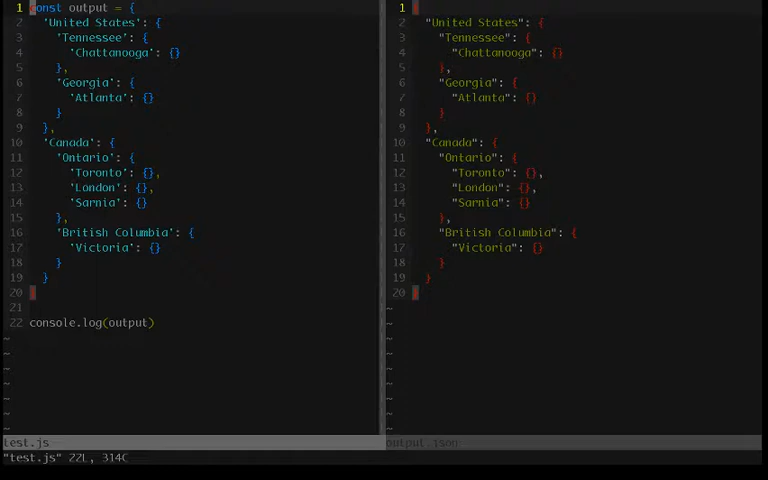 1 const output = {
2 'United States': {
3 'Tennessee': {
4 'Chattanooga': {}
5 },
6 'Georgia': {
7 'Atlanta': {}
8 }
9 },
10 'Canada': {
11 'Ontario': {
12 'Toronto': {},
13 'London': {},
14 'Sarnia': {}
15 },
16 'British Columbia': {
17 'Victoria': {}
18 }
19 }
20 }
21
22 console.log(output)
~
~
~
~
~
~
~
test.js
"test.js" 22L, 314C
1 {
2 "United States": {
3 "Tennessee": {
4 "Chattanooga": {}
5 },
6 "Georgia": {
7 "Atlanta": {}
8 }
9 },
10 "Canada": {
11 "Ontario": {
12 "Toronto": {},
13 "London": {},
14 "Sarnia": {}
15 },
16 "British Columbia": {
17 "Victoria": {}
18 }
19 }
20 }
~
~
~
~
~
~
~
~
~
output.json